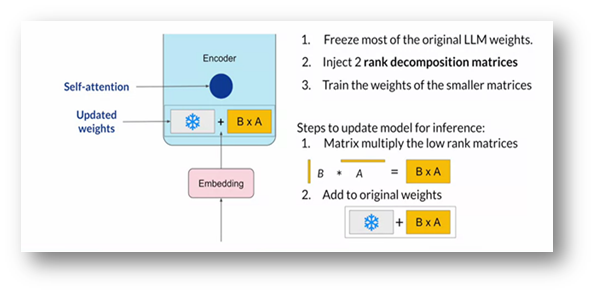 Encoder
Self-attention
Updated
weights
+ B x A
Embedding
1. Freeze most of the original LLM weights.
2. Inject 2 rank decomposition matrices
3. Train the weights of the smaller matrices
Steps to update model for inference:
1. Matrix multiply the low rank matrices
B * A = B x A
2. Add to original weights
+ B x A